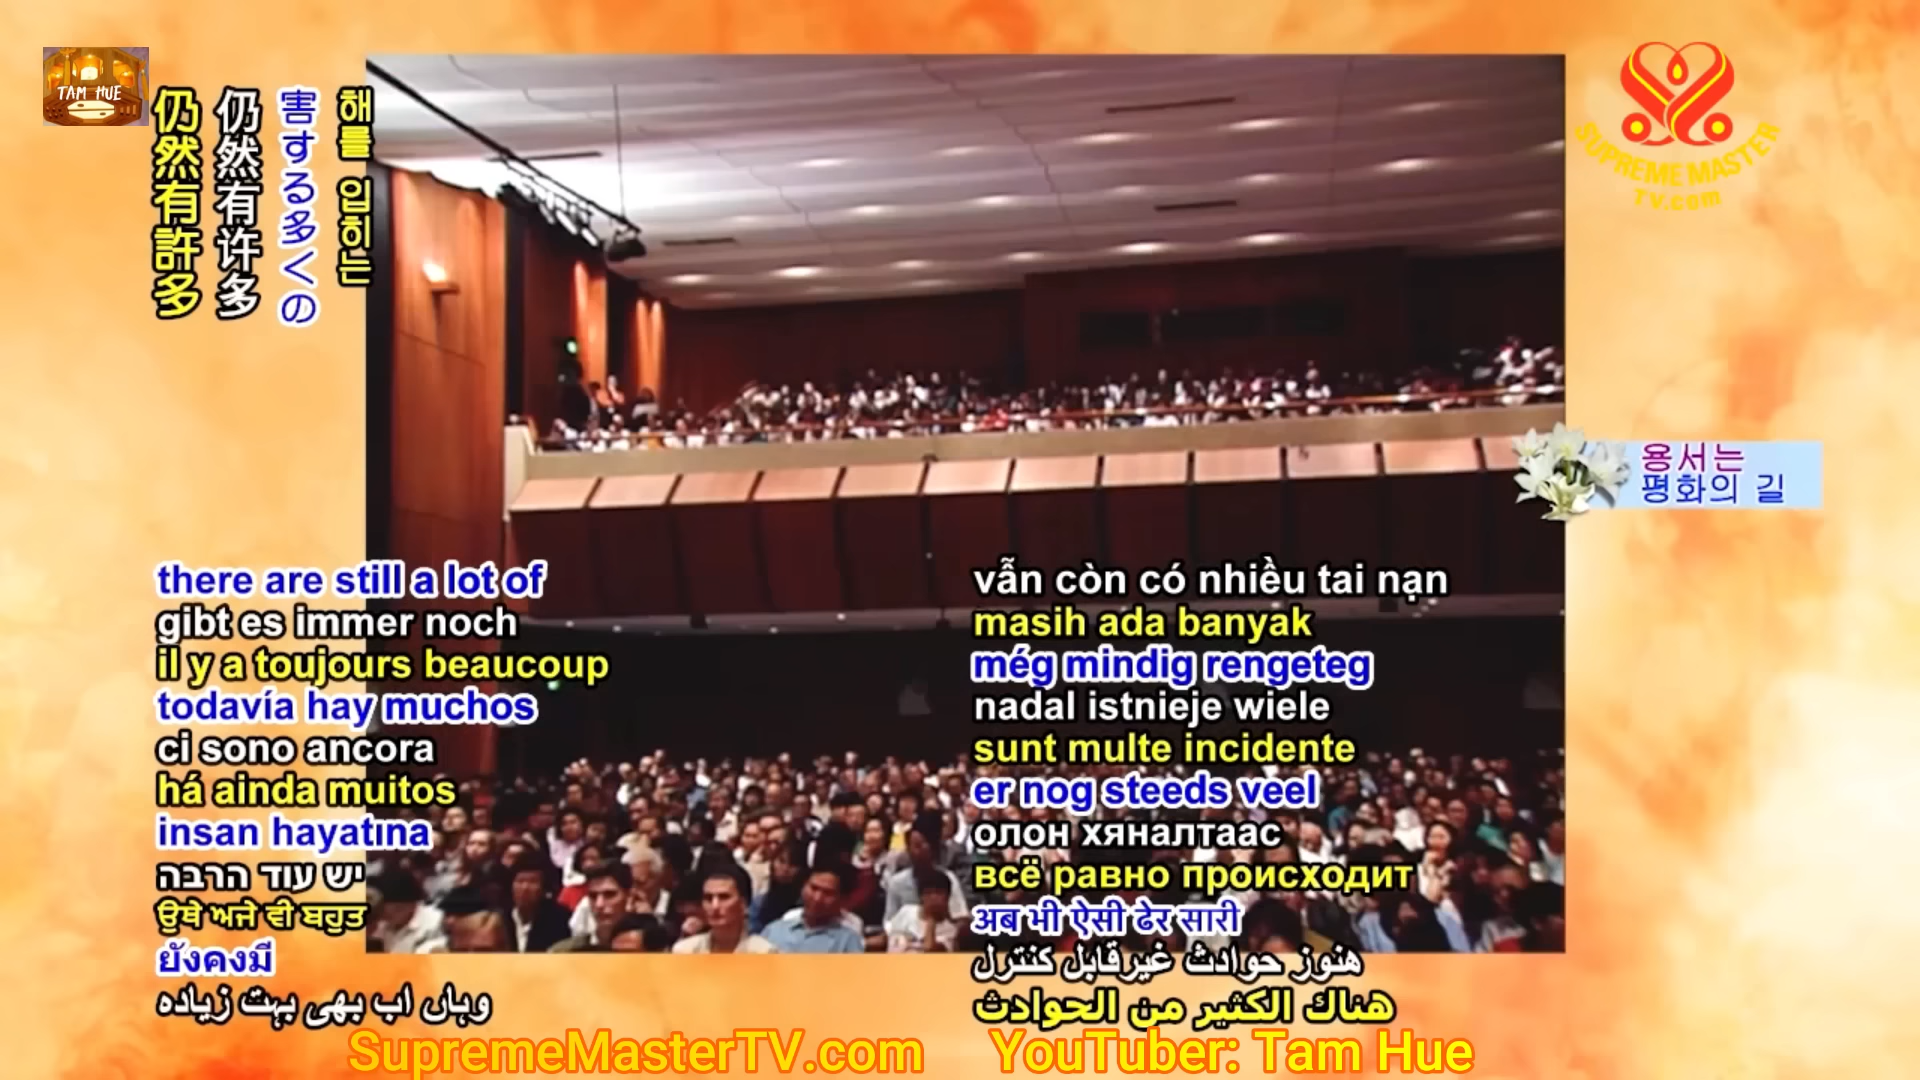 TAM HUE
仍然有許多
仍然有许多
害する多くの
해를 입히는
SUPREME MASTER
TV.com
용서는
평화의 길
there are still a lot of
gibt es immer noch
il y a toujours beaucoup
todavía hay muchos
ci sono ancora
há ainda muitos
insan hayatına
יש עוד הרבה
ਉਥੇ ਅਜੇ ਵੀ ਬਹੁਤ
ยังคงมี
وہاں اب بھی بہت زیادہ
vẫn còn có nhiều tai nạn
masih ada banyak
még mindig rengeteg
nadal istnieje wiele
sunt multe incidente
er nog steeds veel
олон хяналтаас
всё равно происходит
अब भी ऐसी ढेर सारी
هنوز حوادث غیرقابل کنترل
هناك الكثير من الحوادث
SupremeMasterTV.com YouTuber: Tam Hue